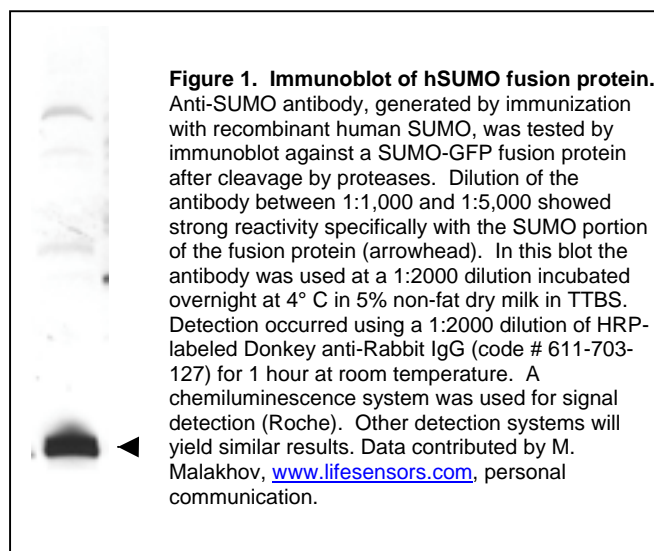 Figure 1.  Immunoblot of hSUMO fusion protein.
Anti-SUMO antibody, generated by immunization
with recombinant human SUMO, was tested by
immunoblot against a SUMO-GFP fusion protein
after cleavage by proteases.  Dilution of the
antibody between 1:1,000 and 1:5,000 showed
strong reactivity specifically with the SUMO portion
of the fusion protein (arrowhead).  In this blot the
antibody was used at a 1:2000 dilution incubated
overnight at 4° C in 5% non-fat dry milk in TTBS.
Detection occurred using a 1:2000 dilution of HRP-
labeled Donkey anti-Rabbit IgG (code # 611-703-
127) for 1 hour at room temperature.  A
chemiluminescence system was used for signal
detection (Roche).  Other detection systems will
yield similar results. Data contributed by M.
Malakhov, www.lifesensors.com, personal
communication.